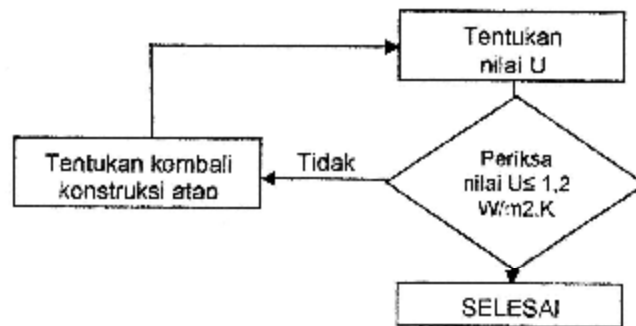 Tentukan
nilai U
Tentukan kembali
konstruksi atap
Tidak
Periksa
nilai U≤ 1,2
W/m2.K
SELESAI